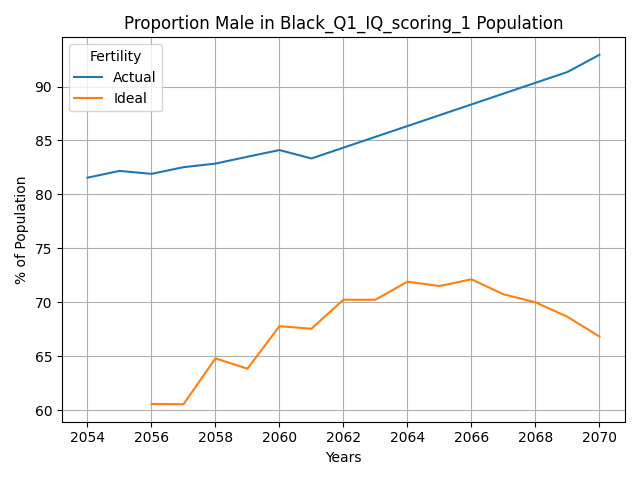 Proportion Male in Black_Q1_IQ_scoring_1 Population
Fertility
Actual
Ideal
90
85
80
75
70
65
60
% of Population
2054 2056 2058 2060 2062 2064 2066 2068 2070
Years